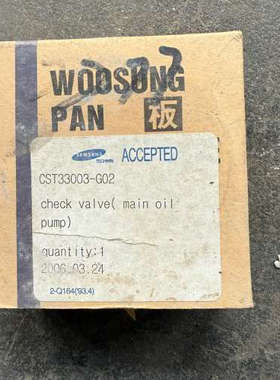 WOOSUNG
PAN 板
SAMSUNG TECHWIN ACCEPTED
CST33003-G02
check valve( main oil
pump)
quantity:1
2006.03.24
2-Q164('93.4)